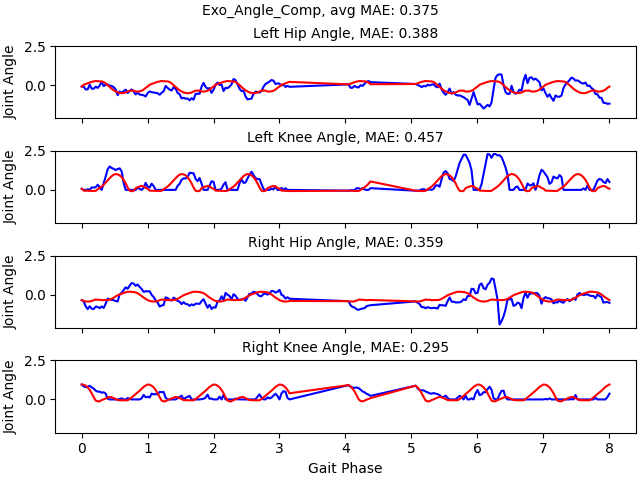 Exo_Angle_Comp, avg MAE: 0.375
Left Hip Angle, MAE: 0.388
2.5
0.0
Joint Angle
Left Knee Angle, MAE: 0.457
2.5
0.0
Joint Angle
Right Hip Angle, MAE: 0.359
2.5
0.0
Joint Angle
Right Knee Angle, MAE: 0.295
2.5
0.0
Joint Angle
0 1 2 3 4 5 6 7 8
Gait Phase